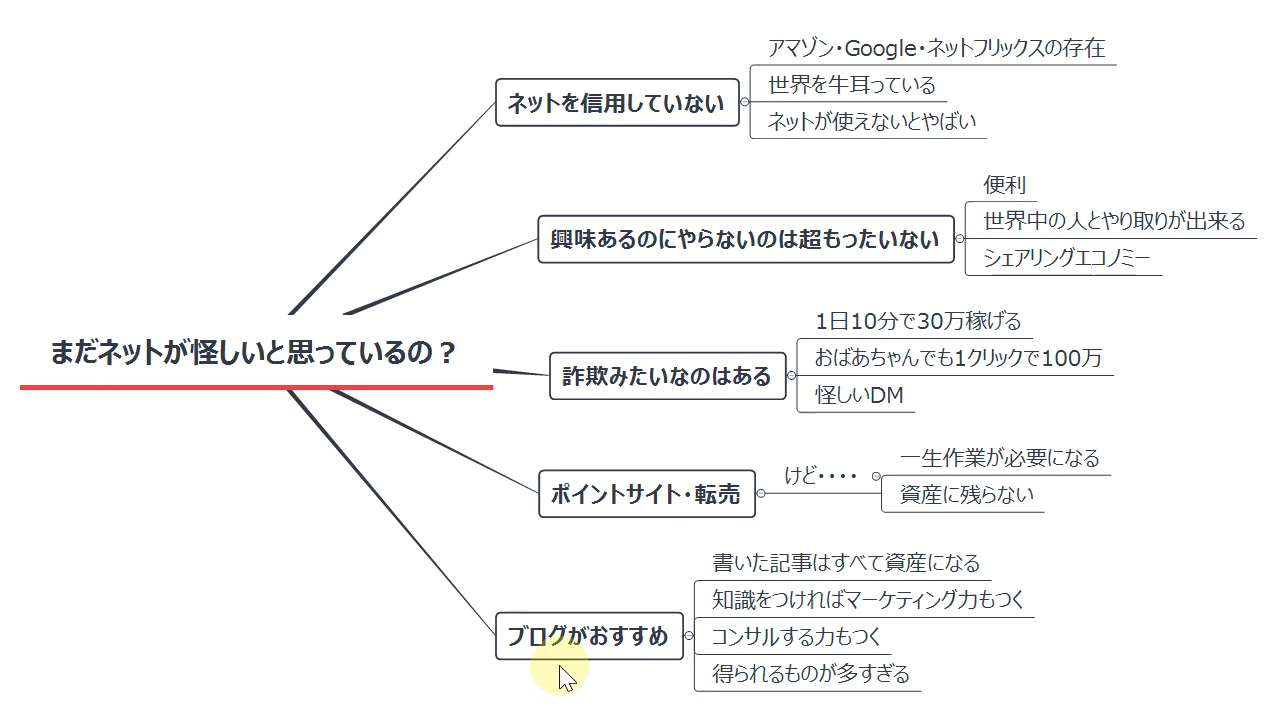 まだネットが怪しいと思っているの？
ネットを信用していない
アマゾン・Google・ネットフリックスの存在
世界を牛耳っている
ネットが使えないとやばい
興味あるのにやらないのは超もったいない
便利
世界中の人とやり取りが出来る
シェアリングエコノミー
詐欺みたいなのはある
1日10分で30万稼げる
おばあちゃんでも1クリックで100万
怪しいDM
ポイントサイト・転売
けど・・・・
一生作業が必要になる
資産に残らない
ブログがおすすめ
書いた記事はすべて資産になる
知識をつければマーケティング力もつく
コンサルする力もつく
得られるものが多すぎる